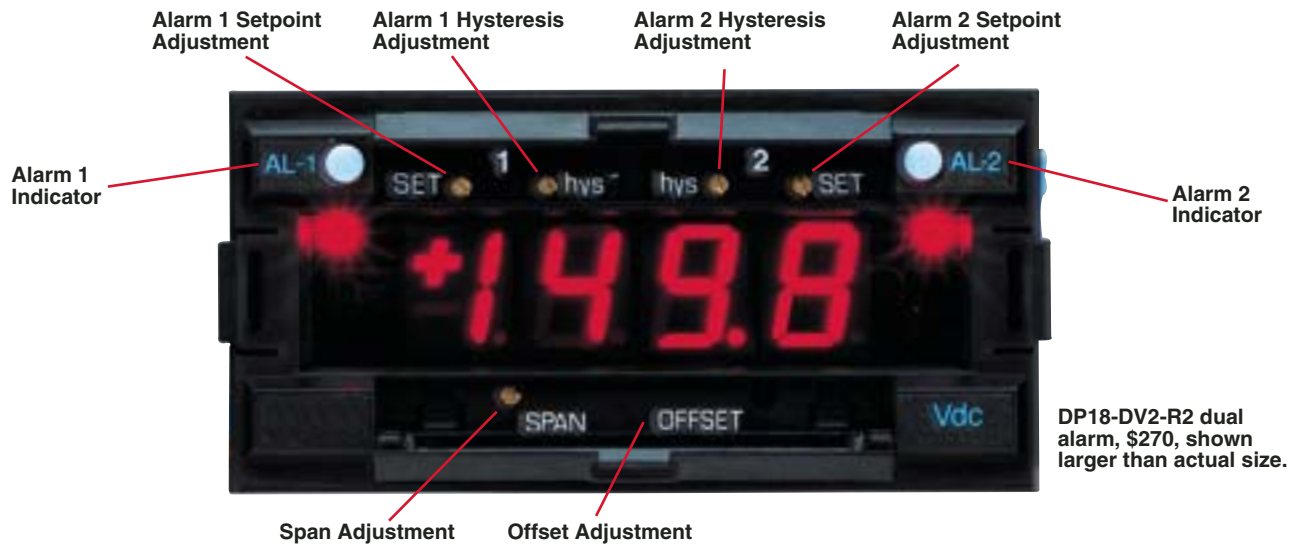 Alarm 1 Setpoint
Adjustment
Alarm 1 Hysteresis
Adjustment
Alarm 2 Hysteresis
Adjustment
Alarm 2 Setpoint
Adjustment
Alarm 1
Indicator
AL-1
1
2
AL-2
SET
hys
hys
SET
Alarm 2
Indicator
+149.8
SPAN
OFFSET
Vdc
DP18-DV2-R2 dual
alarm, $270, shown
larger than actual size.
Span Adjustment
Offset Adjustment